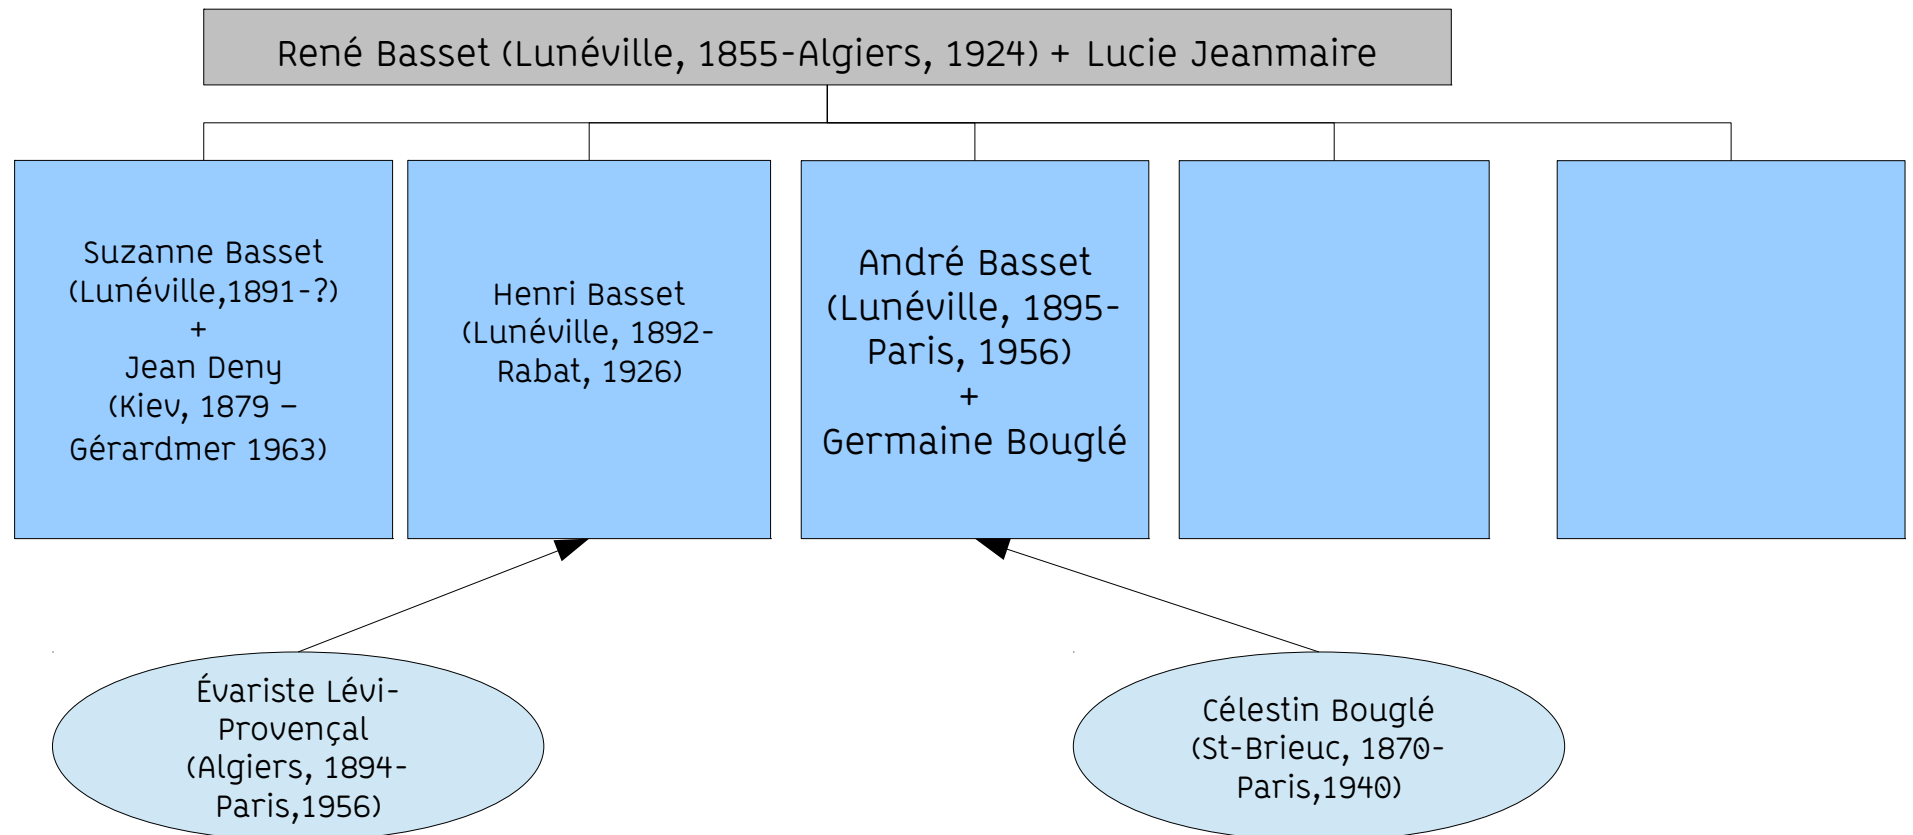 René Basset (Lunéville, 1855-Algiers, 1924) + Lucie Jeanmaire
Suzanne Basset
(Lunéville,1891-?)
+
Jean Deny
(Kiev, 1879 –
Gérardmer 1963)
Henri Basset
(Lunéville, 1892-
Rabat, 1926)
André Basset
(Lunéville, 1895-
Paris, 1956)
+
Germaine Bouglé
Évariste Lévi-
Provençal
(Algiers, 1894-
Paris,1956)
Célestin Bouglé
(St-Brieuc, 1870-
Paris,1940)